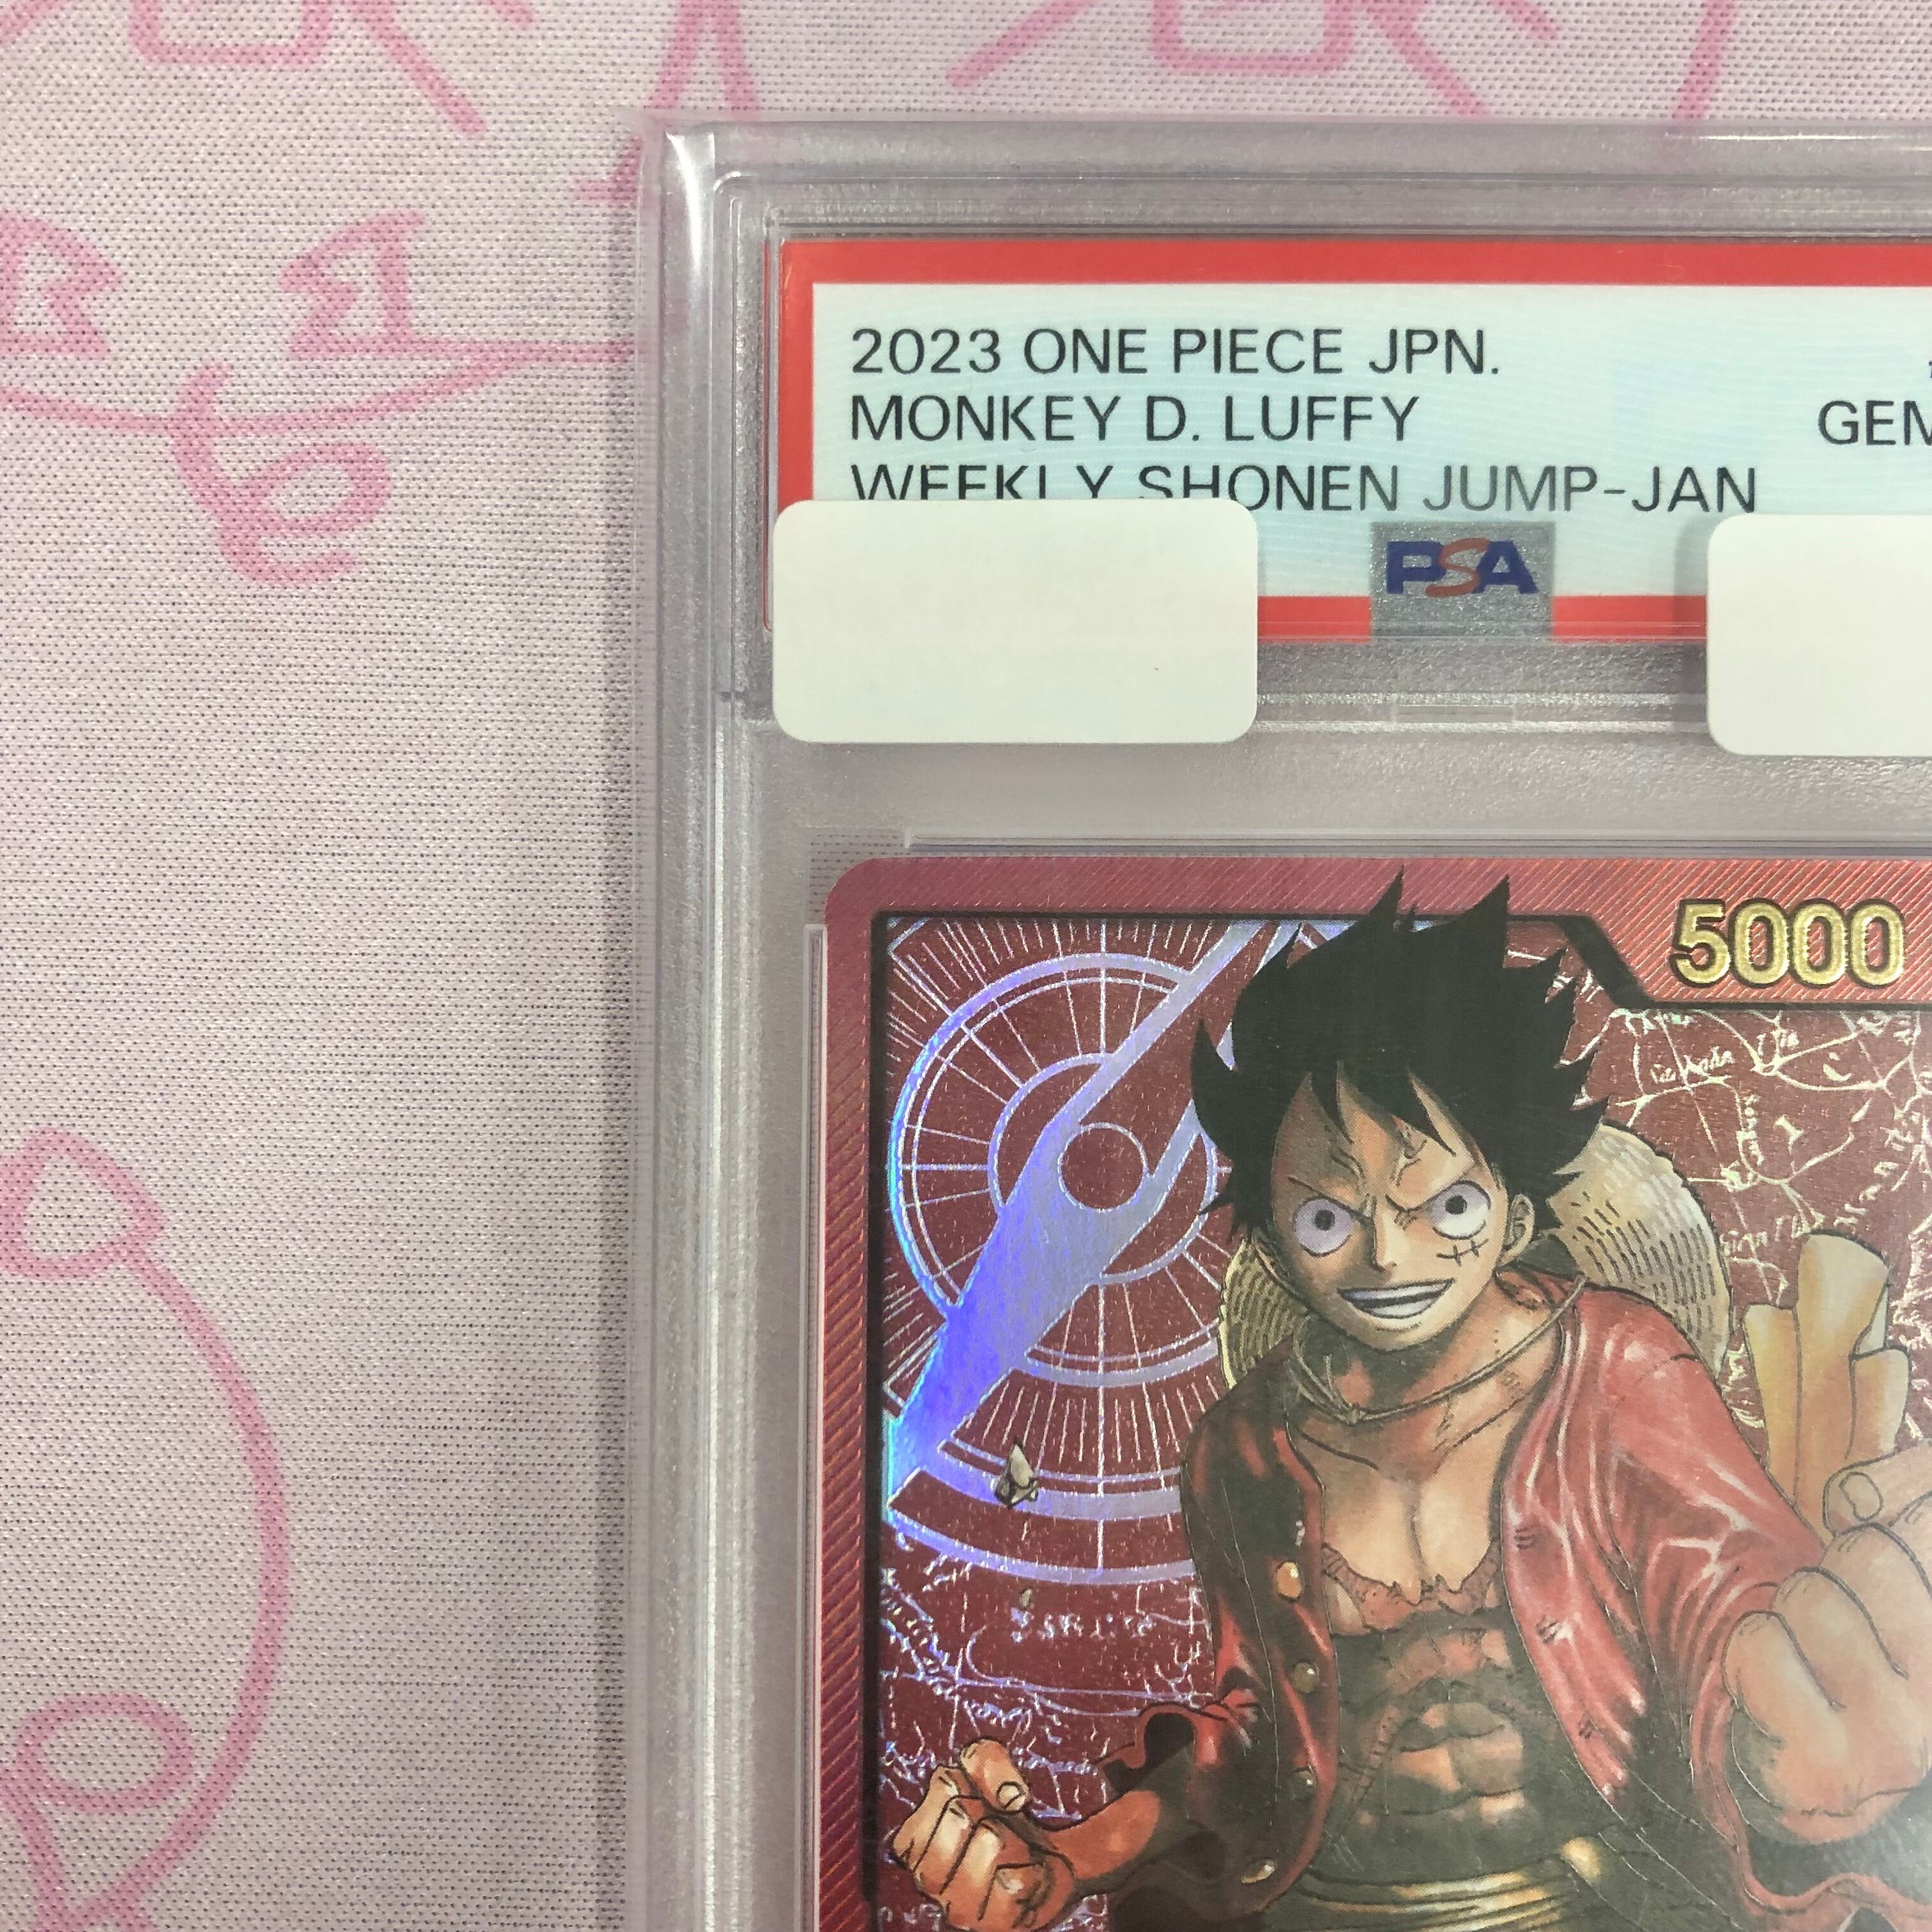 2023 ONE PIECE JPN.
MONKEY D. LUFFY
GEM
WEEKLY SHONEN JUMP-JAN
PSA
5000